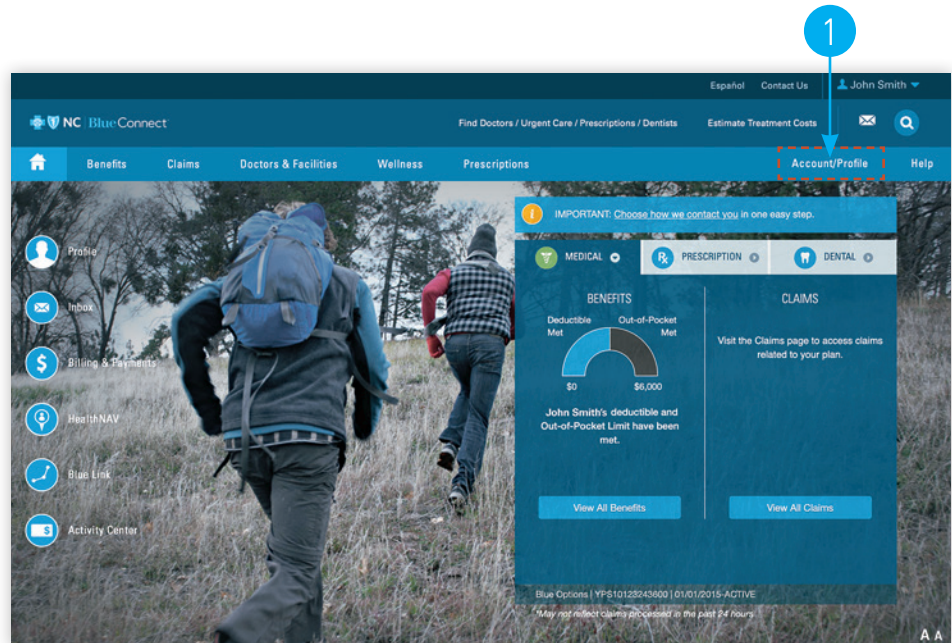 1
Español Contact Us John Smith
NC BlueConnect
Find Doctors / Urgent Care / Prescriptions / Dentists Estimate Treatment Costs
Benefits Claims Doctors & Facilities Wellness Prescriptions Account/Profile Help
IMPORTANT: Choose how we contact you in one easy step.
MEDICAL PRESCRIPTION DENTAL
Rx
Profile
Inbox
$ Billing & Payments
HealthNAV
Blue Link
$ Activity Center
BENEFITS
Deductible Out-of-Pocket
Met Met
$0 $6,000
John Smith's deductible and
Out-of-Pocket Limit have been
met.
View All Benefits
CLAIMS
Visit the Claims page to access claims
related to your plan.
View All Claims
Blue Options | YPS10123243600 | 01/01/2015-ACTIVE
*May not reflect claims processed in the past 24 hours
A A